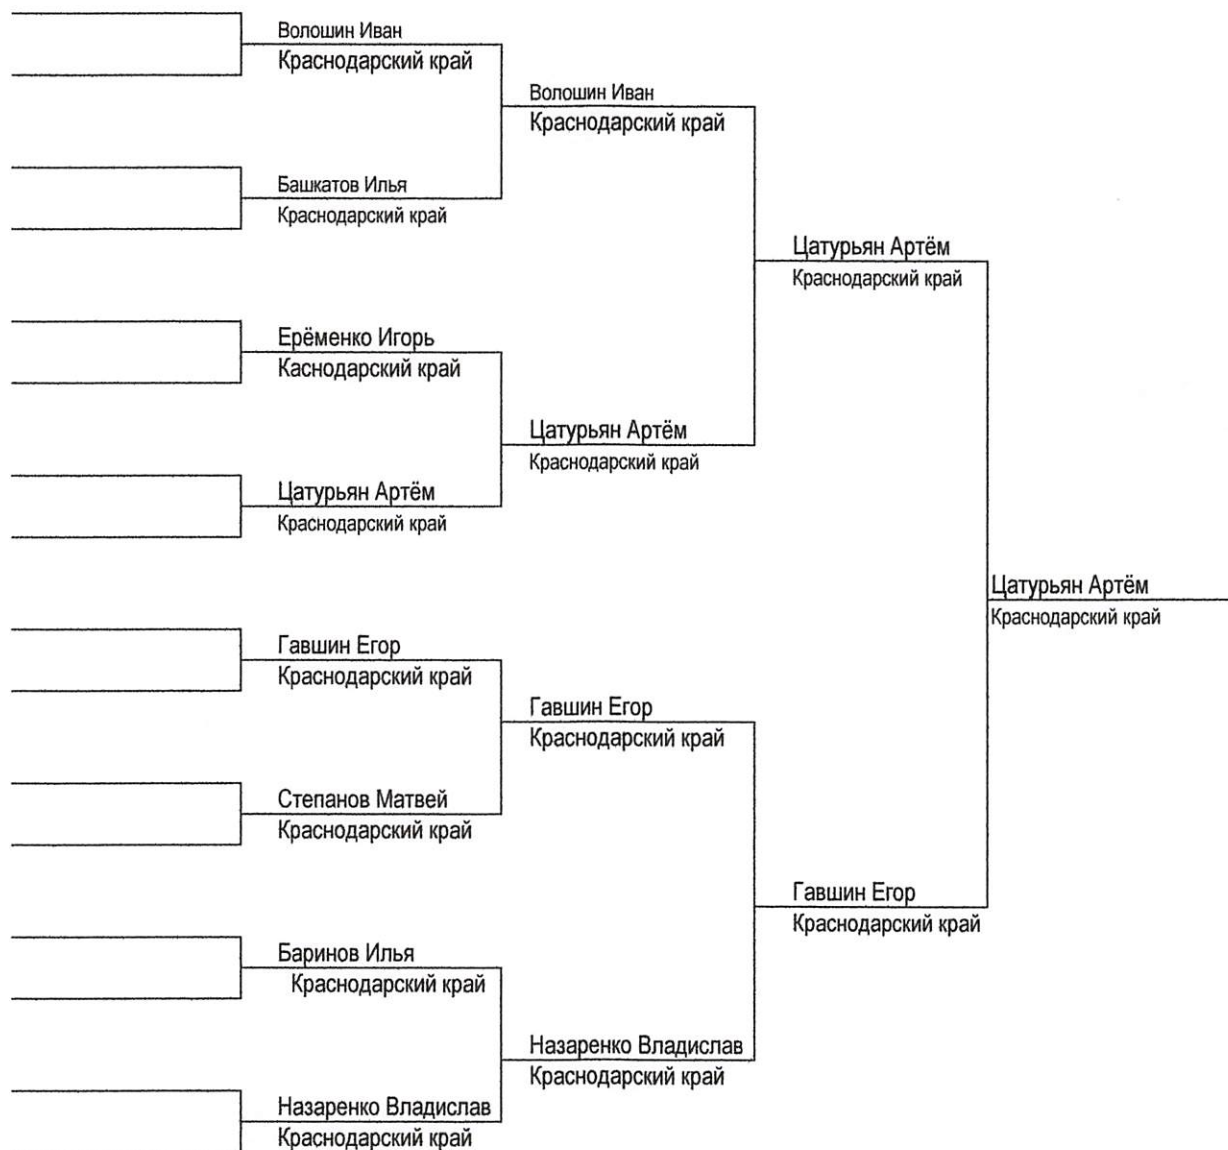 Волошин Иван
Краснодарский край
Башкатов Илья
Краснодарский край
Ерёменко Игорь
Каснодарский край
Цатурьян Артём
Краснодарский край
Гавшин Егор
Краснодарский край
Степанов Матвей
Краснодарский край
Баринов Илья
Краснодарский край
Назаренко Владислав
Краснодарский край
Волошин Иван
Краснодарский край
Цатурьян Артём
Краснодарский край
Гавшин Егор
Краснодарский край
Назаренко Владислав
Краснодарский край
Цатурьян Артём
Краснодарский край
Гавшин Егор
Краснодарский край
Цатурьян Артём
Краснодарский край